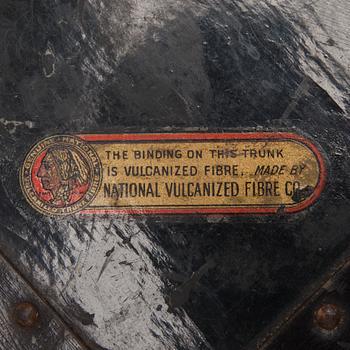 THE BINDING ON THIS TRUNK
IS VULCANIZED FIBRE, MADE BY
NATIONAL VULCANIZED FIBRE CO.